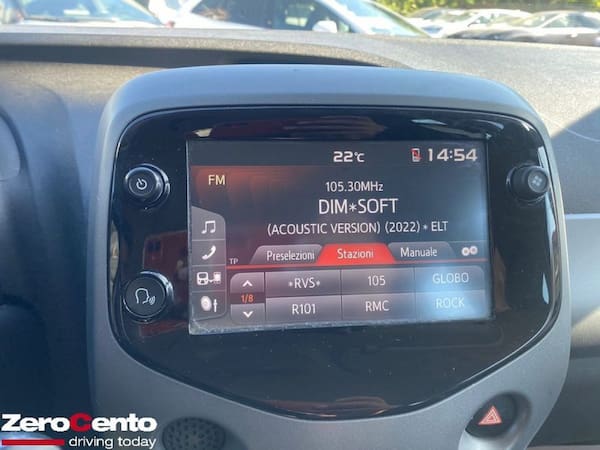 22°C
14:54
FM
105.30MHz
DIM*SOFT
(ACOUSTIC VERSION) (2022) * ELT
TP
Preselezioni Stazioni Manuale
*RVS* 105 GLOBO
1/8
R101 RMC ROCK
ZeroCento
driving today